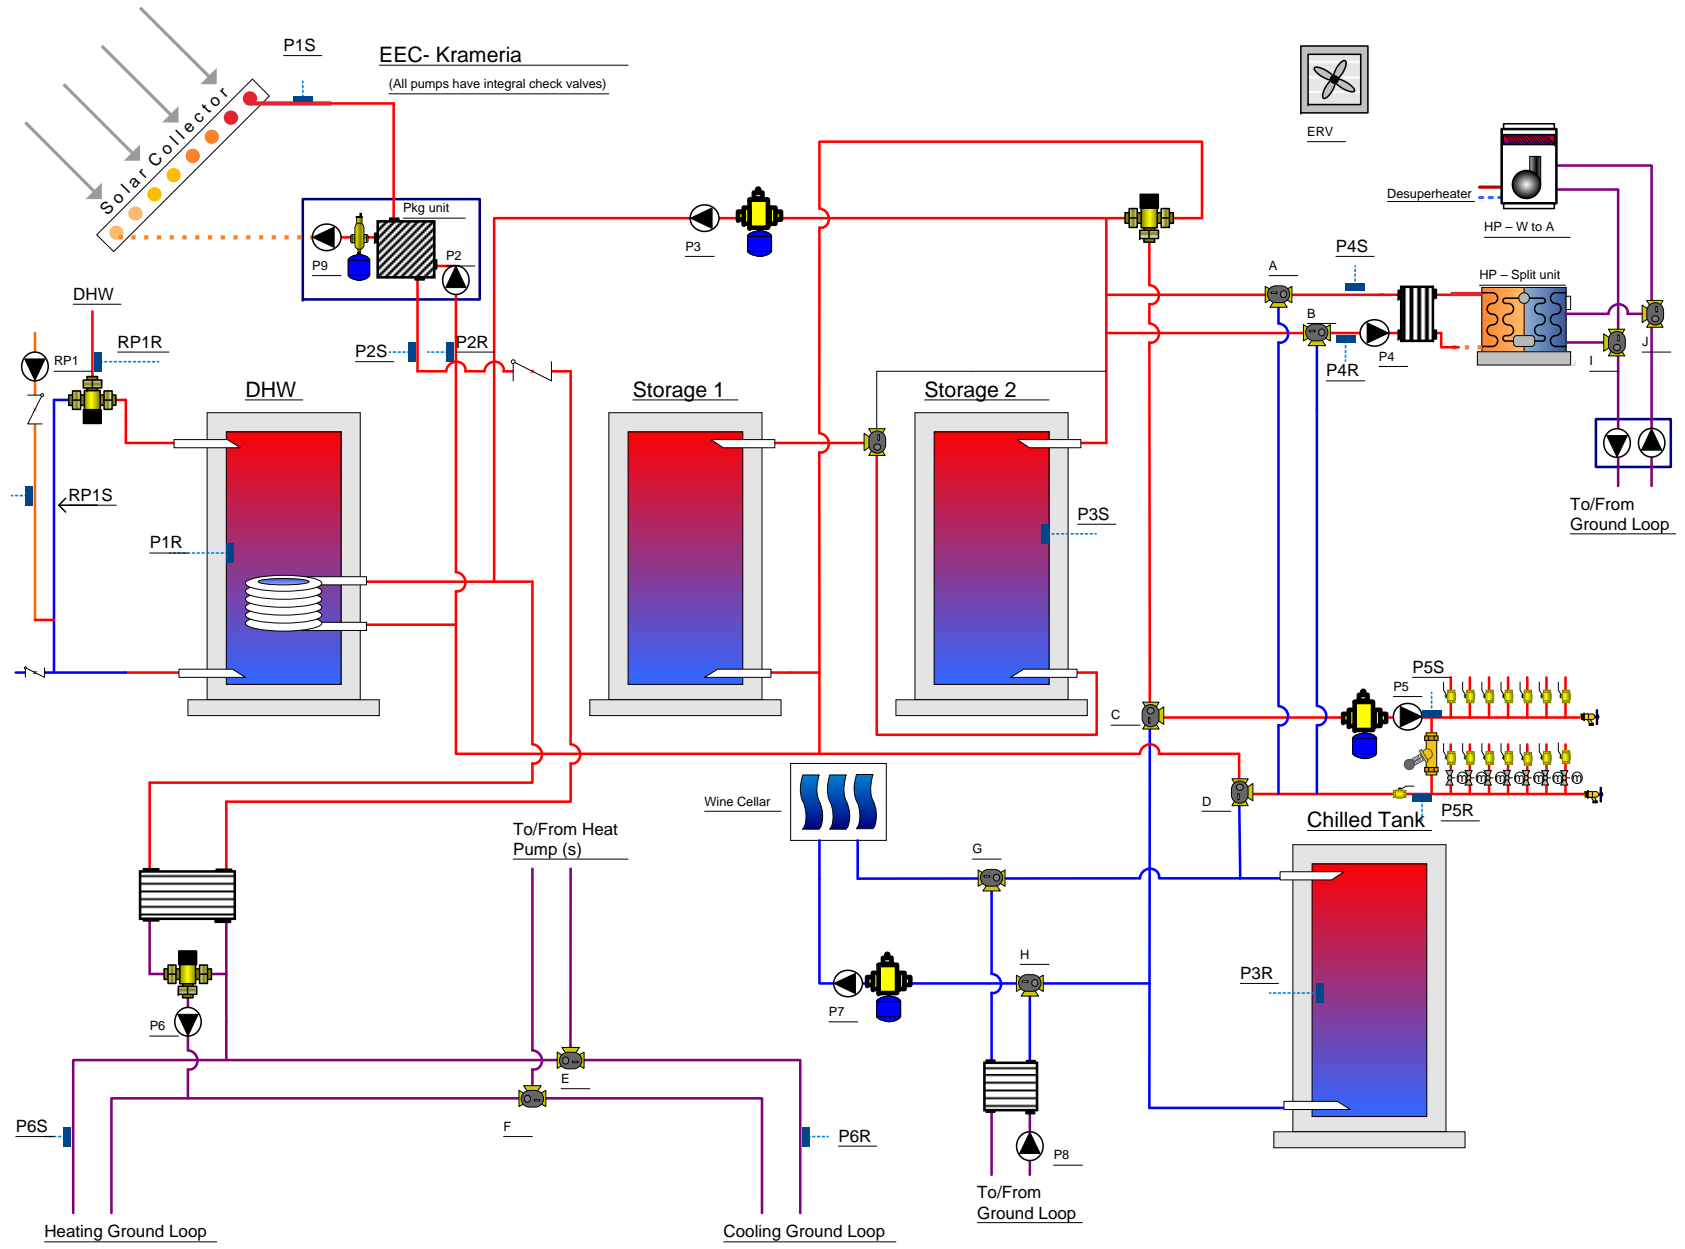 P1S
EEC- Krameria
(All pumps have integral check valves)
Solar Collector
ERV
Desuperheater
HP – W to A
Pkg unit
P9
P2
P3
A
P4S
HP – Split unit
DHW
B
RP1
RP1R
P2S
P2R
P4R
P4
I
J
DHW
Storage 1
Storage 2
RP1S
P1R
P3S
To/From
Ground Loop
P5S
P5
C
Wine Cellar
D
P5R
m m m m m m m
Chilled Tank
To/From Heat
Pump (s)
G
H
P3R
P7
P6
E
F
P6S
P6R
P8
To/From
Ground Loop
Heating Ground Loop
Cooling Ground Loop